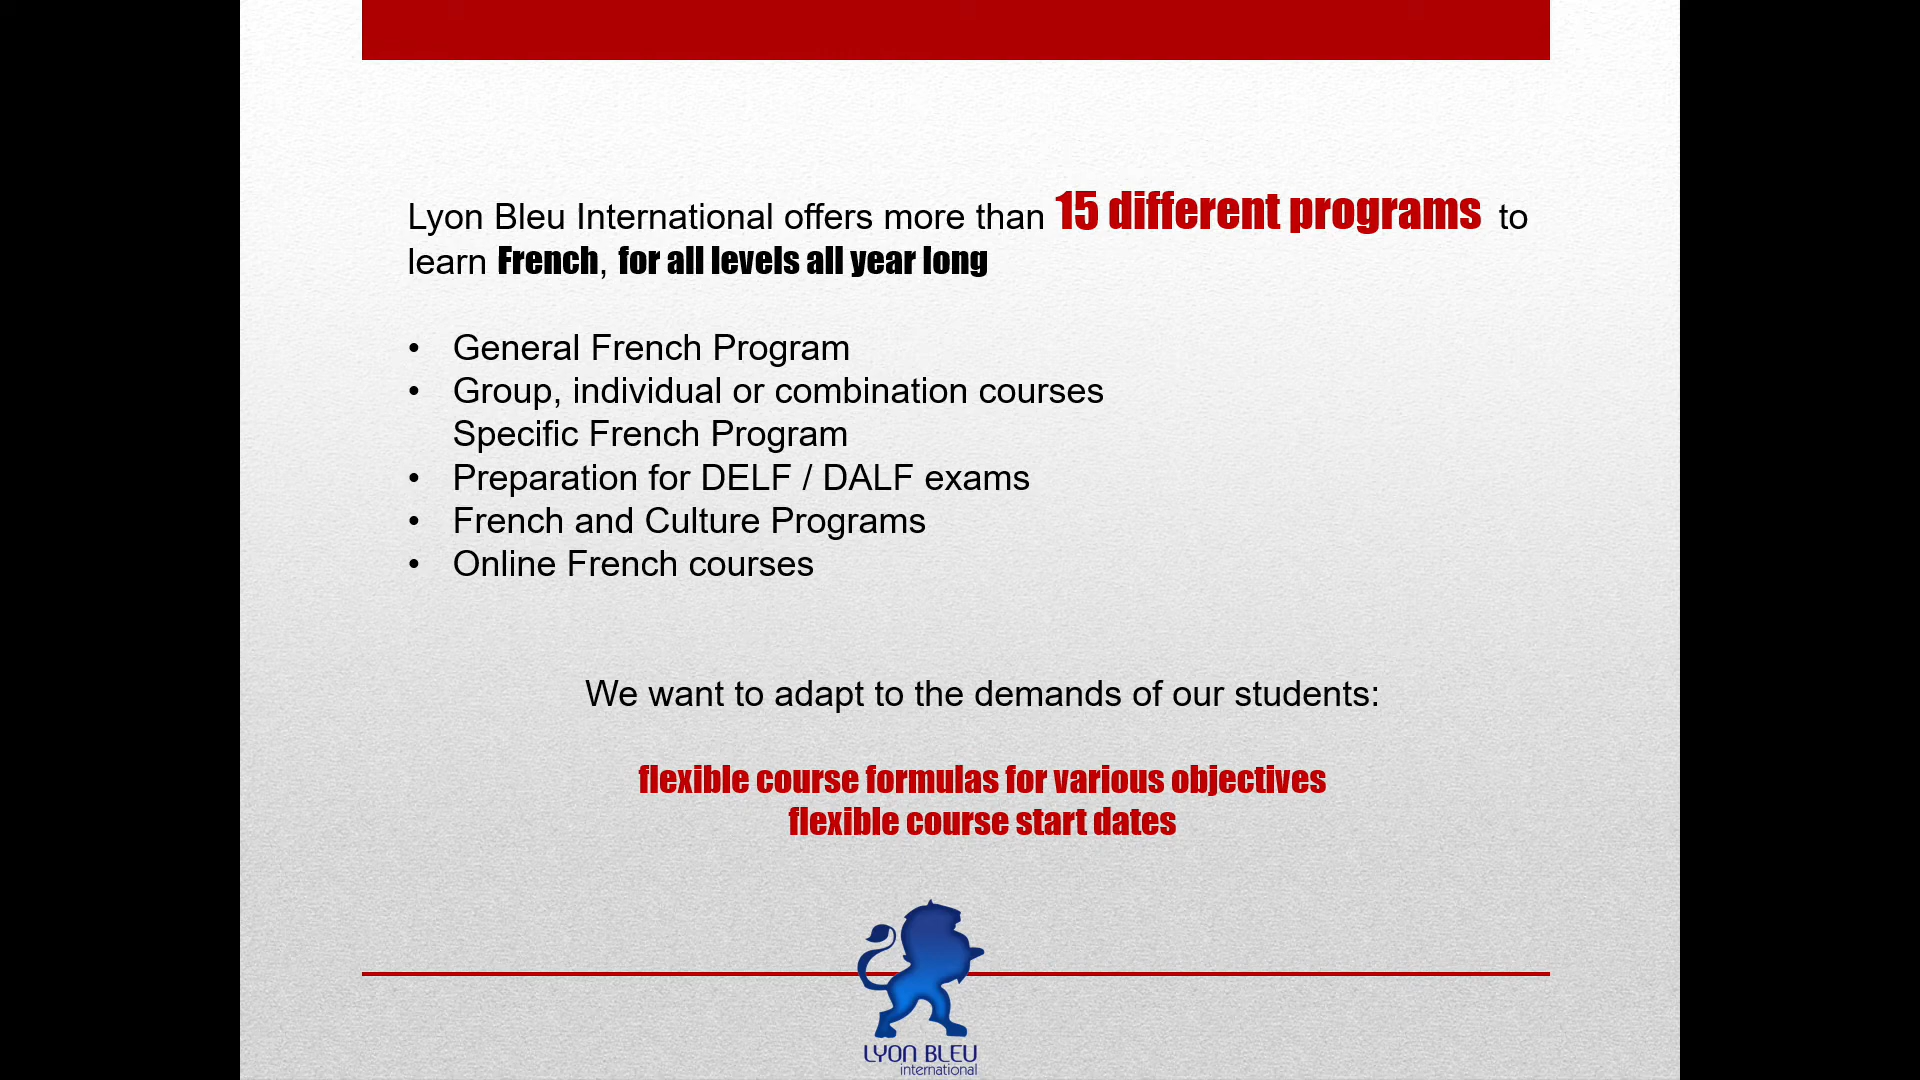 Lyon Bleu International offers more than 15 different programs to
learn French, for all levels all year long
• General French Program
• Group, individual or combination courses
Specific French Program
• Preparation for DELF / DALF exams
• French and Culture Programs
• Online French courses
We want to adapt to the demands of our students:
flexible course formulas for various objectives
flexible course start dates
LYON BLEU
international